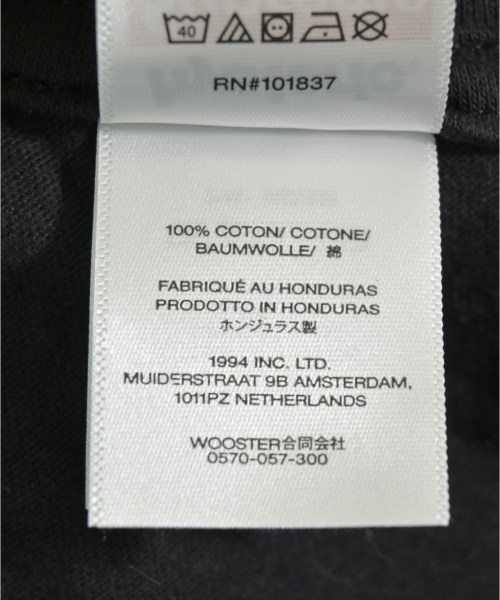 40
RN#101837
100% COTON/ COTONE/
BAUMWOLLE/ 綿
FABRIQUÉ AU HONDURAS
PRODOTTO IN HONDURAS
ホンジュラス製
1994 INC. LTD.
MUIDERSTRAAT 9B AMSTERDAM,
1011PZ NETHERLANDS
WOOSTER合同会社
0570-057-300